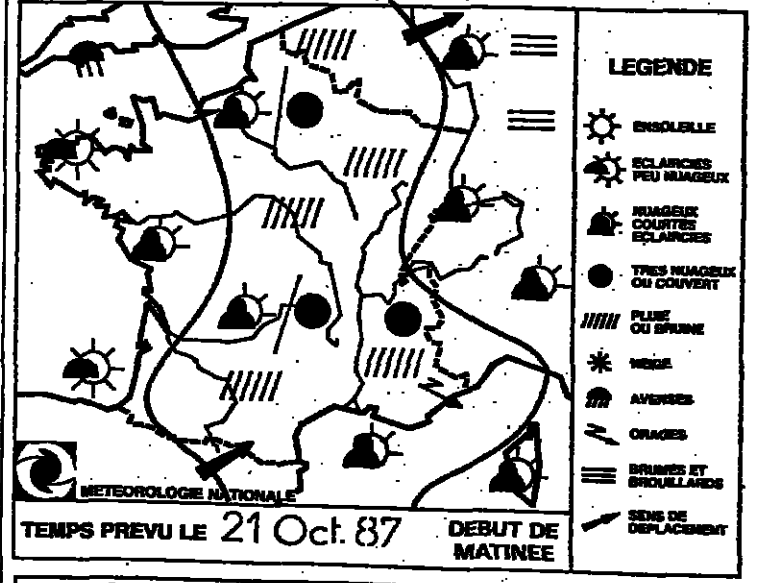 LEGENDE
ENSOLEILLE
ECLAIRCIES
PEU NUAGEUX
NUAGEUX
COURTES
ECLAIRCIES
TRES NUAGEUX
OU COUVERT
PLUIE
OU BRUINE
NEIGE
AVERSES
ORAGES
BRUMES ET
BROUILLARDS
SENS DE
DEPLACEMENT
METEOROLOGIE NATIONALE
TEMPS PREVU LE 21 Oct. 87 DEBUT DE
MATINEE